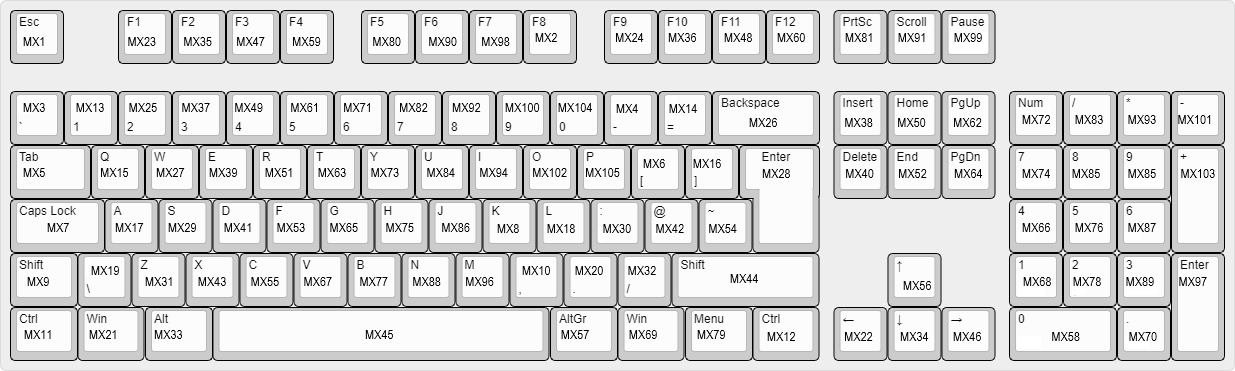 Esc F1 F2 F3 F4 F5 F6 F7 F8 F9 F10 F11 F12 PrtSc Scroll Pause
MX1 MX23 MX35 MX47 MX59 MX80 MX90 MX98 MX2 MX24 MX36 MX48 MX60 MX81 MX91 MX99
Backspace Insert Home PgUp Num / * -
MX3 MX13 MX25 MX37 MX49 MX61 MX71 MX82 MX92 MX100 MX104 MX4 MX14 MX26 MX38 MX50 MX62 MX72 MX83 MX93 MX101
` 1 2 3 4 5 6 7 8 9 0 - =
Tab Q W E R T Y U I O P Enter Delete End PgDn 7 8 9 +
MX5 MX15 MX27 MX39 MX51 MX63 MX73 MX84 MX94 MX102 MX105 MX6 MX16 MX28 MX40 MX52 MX64 MX74 MX85 MX85 MX103
[ ]
Caps Lock A S D F G H J K L : @ ~ 4 5 6
MX7 MX17 MX29 MX41 MX53 MX65 MX75 MX86 MX8 MX18 MX30 MX42 MX54 MX66 MX76 MX87
Shift Z X C V B N M Shift ↑ 1 2 3 Enter
MX9 MX19 MX31 MX43 MX55 MX67 MX77 MX88 MX96 MX10 MX20 MX32 MX44 MX56 MX68 MX78 MX89 MX97
\ , . /
Ctrl Win Alt AltGr Win Menu Ctrl ← ↓ → 0 .
MX11 MX21 MX33 MX45 MX57 MX69 MX79 MX12 MX22 MX34 MX46 MX58 MX70